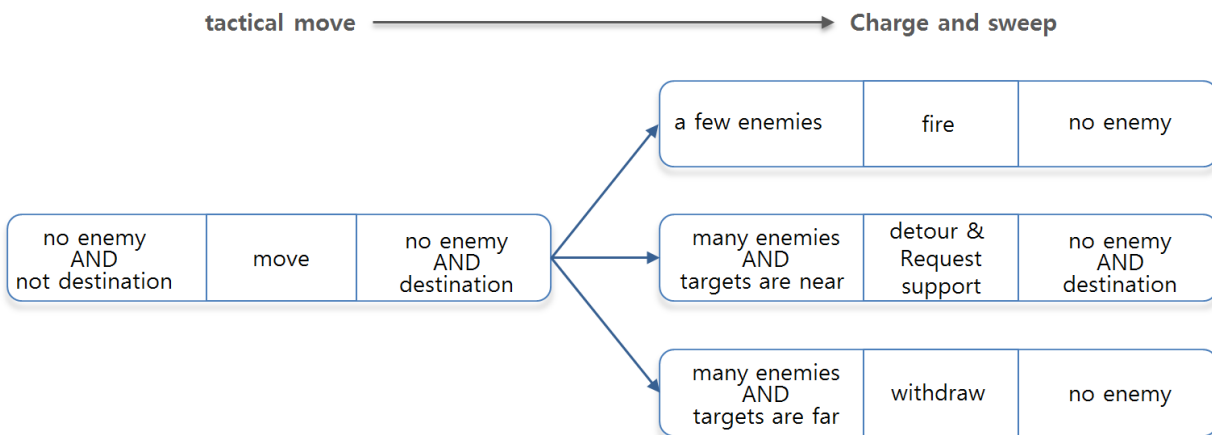 tactical move
Charge and sweep
a few enemies
fire
no enemy
no enemy
AND
not destination
move
no enemy
AND
destination
many enemies
AND
targets are near
detour &
Request
support
no enemy
AND
destination
many enemies
AND
targets are far
withdraw
no enemy